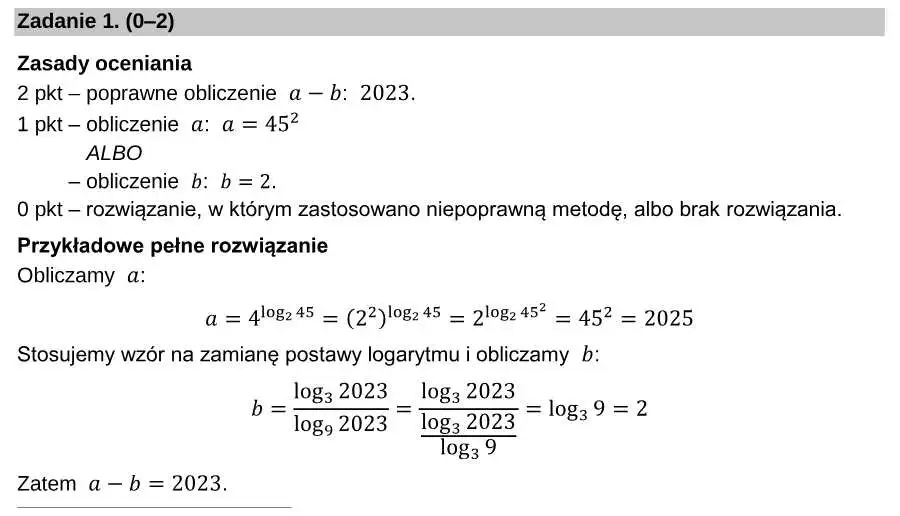 Zadanie 1. (0–2)
Zasady oceniania
2 pkt – poprawne obliczenie a − b: 2023.
1 pkt – obliczenie a: a = 45²
ALBO
– obliczenie b: b = 2.
0 pkt – rozwiązanie, w którym zastosowano niepoprawną metodę, albo brak rozwiązania.
Przykładowe pełne rozwiązanie
Obliczamy a:
a = 4^{log₂ 45} = (2²)^{log₂ 45} = 2^{log₂ 45²} = 45² = 2025
Stosujemy wzór na zamianę postawy logarytmu i obliczamy b:
b = \frac{log₃ 2023}{log₉ 2023} = \frac{log₃ 2023}{\frac{log₃ 2023}{log₃ 9}} = log₃ 9 = 2
Zatem a − b = 2023.